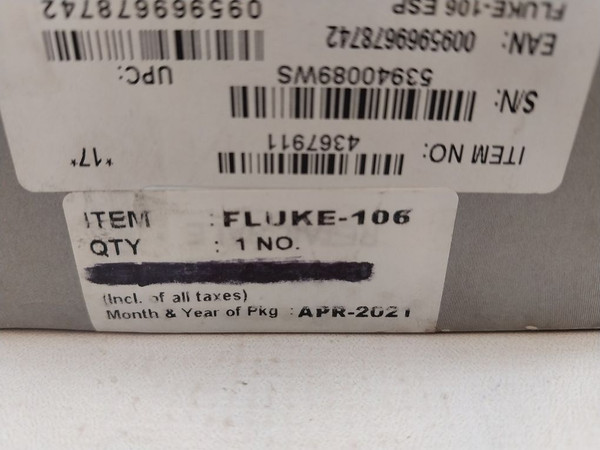 ITEM NO: 4367911 *17*
S/N: 53940089WS
UPC: 095969678742
EAN: 0095969678742
FLUKE-106 ESP
ITEM : FLUKE-106
QTY : 1 NO.
(Incl. of all taxes)
Month & Year of Pkg : APR-2021